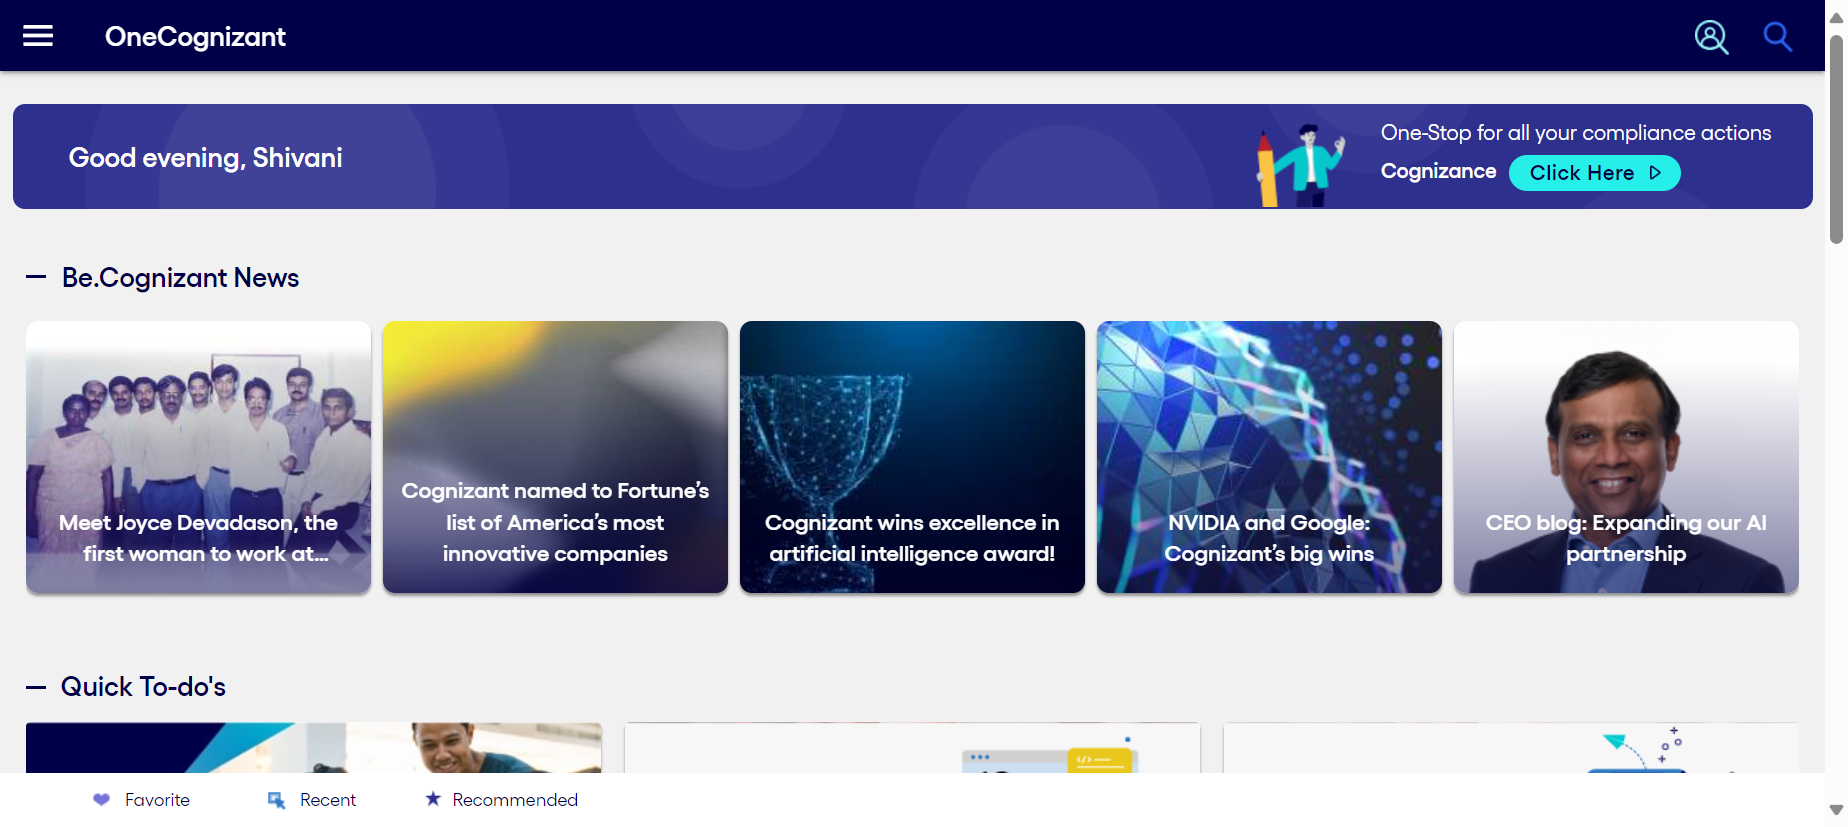 OneCognizant
Good evening, Shivani
One-Stop for all your compliance actions
Cognizance
Click Here
Be.Cognizant News
Meet Joyce Devadason, the
first woman to work at...
Cognizant named to Fortune’s
list of America’s most
innovative companies
Cognizant wins excellence in
artificial intelligence award!
NVIDIA and Google:
Cognizant’s big wins
CEO blog: Expanding our AI
partnership
Quick To-do's
Favorite
Recent
Recommended